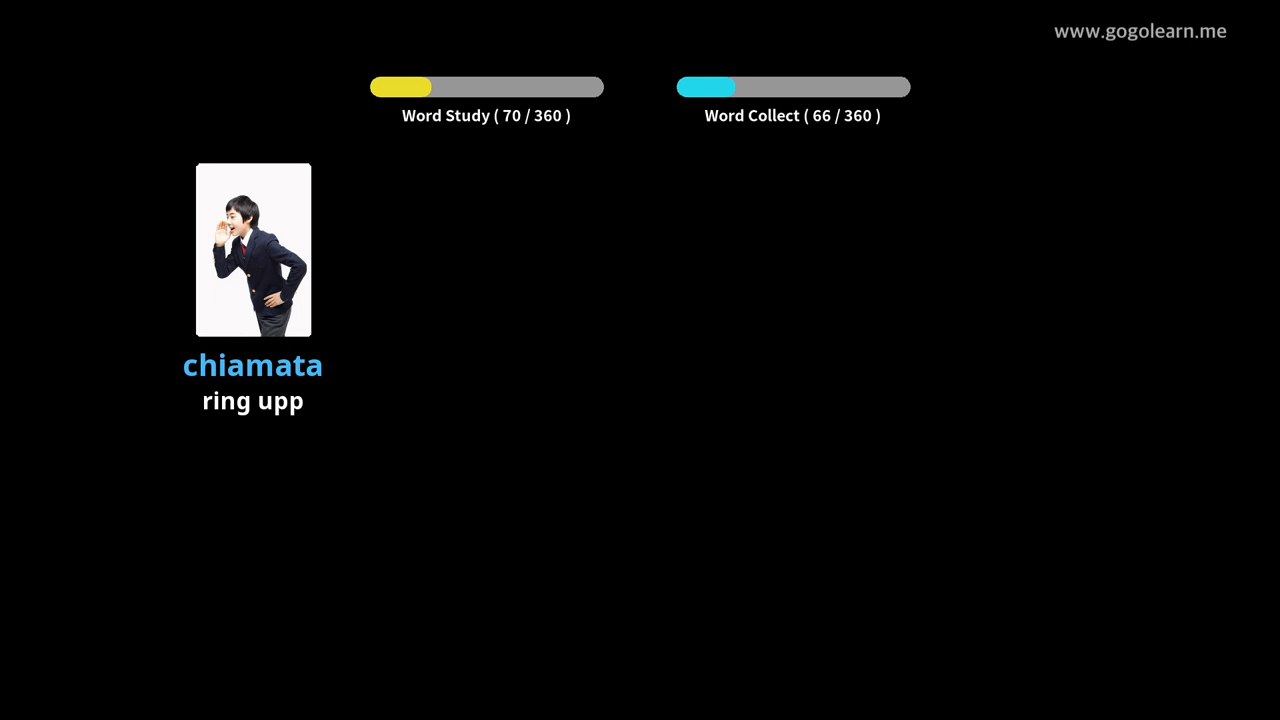 www.gogolearn.me
Word Study ( 70 / 360 )
Word Collect ( 66 / 360 )
chiamata
ring upp